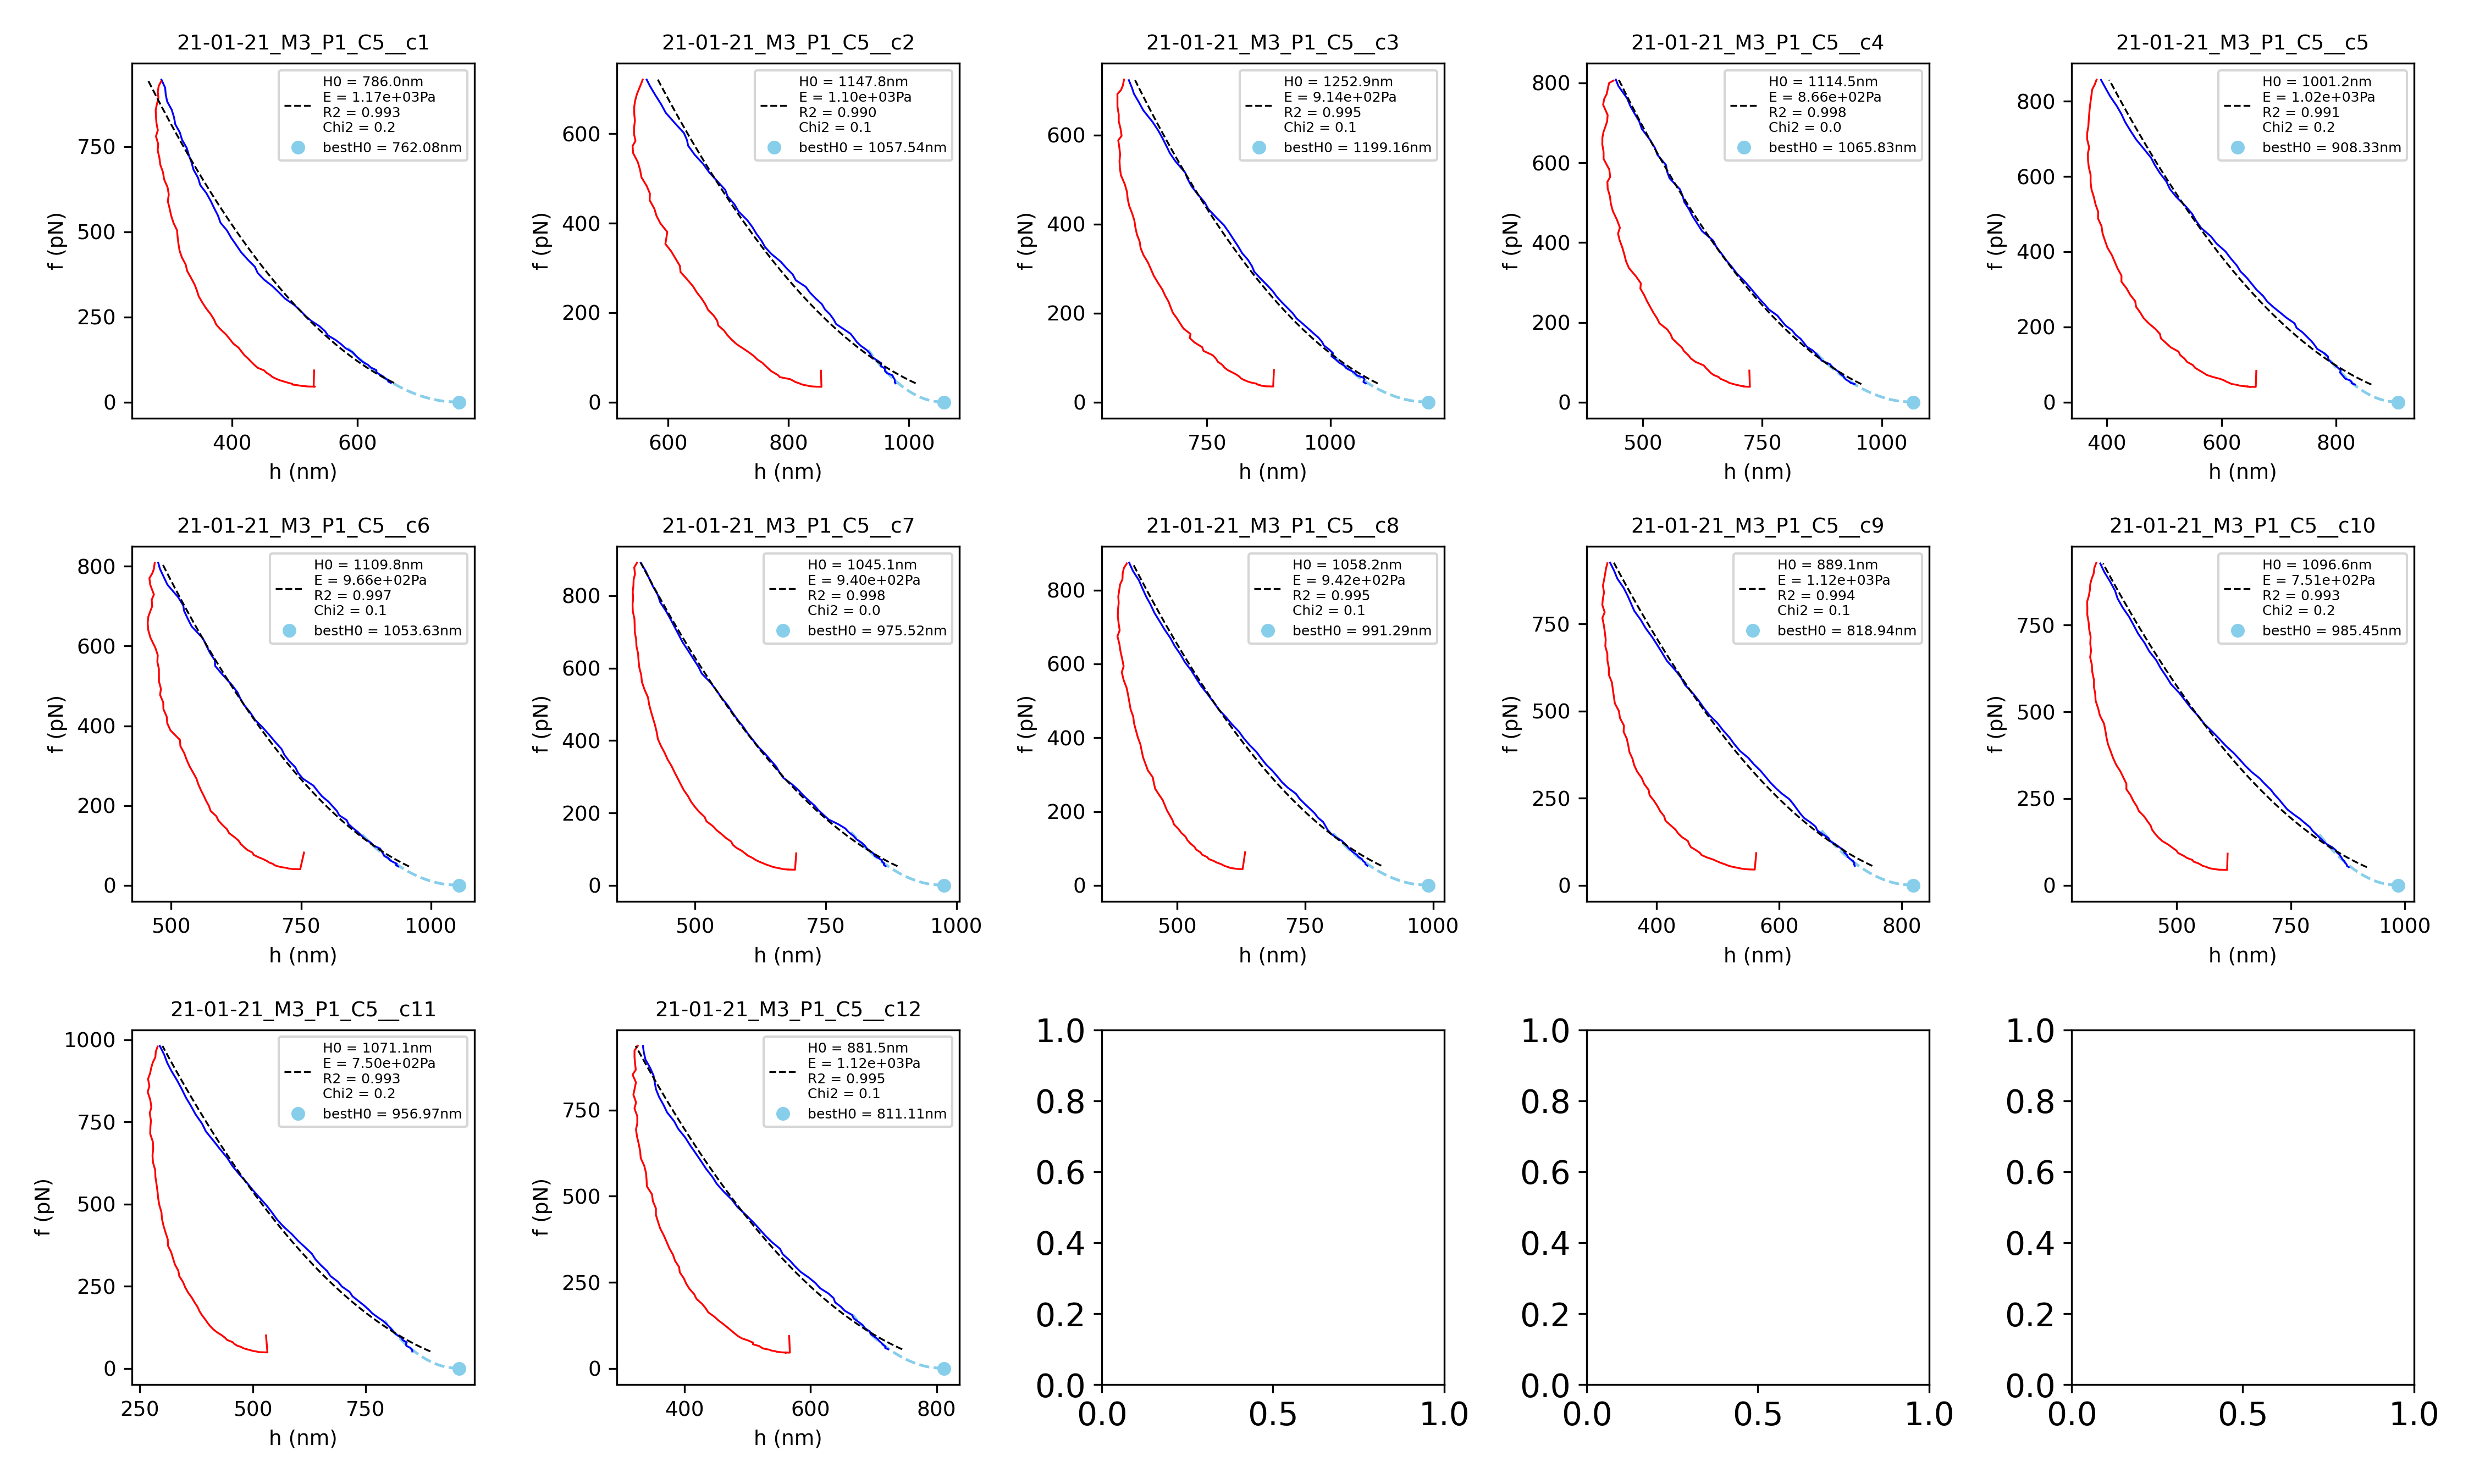 21-01-21_M3_P1_C5__c1
H0 = 786.0nm
E = 1.17e+03Pa
R2 = 0.993
Chi2 = 0.2
bestH0 = 762.08nm
750
500
250
0
f (pN)
400 600
h (nm)
21-01-21_M3_P1_C5__c2
H0 = 1147.8nm
E = 1.10e+03Pa
R2 = 0.990
Chi2 = 0.1
bestH0 = 1057.54nm
600
400
200
0
f (pN)
600 800 1000
h (nm)
21-01-21_M3_P1_C5__c3
H0 = 1252.9nm
E = 9.14e+02Pa
R2 = 0.995
Chi2 = 0.1
bestH0 = 1199.16nm
600
400
200
0
f (pN)
750 1000
h (nm)
21-01-21_M3_P1_C5__c4
H0 = 1114.5nm
E = 8.66e+02Pa
R2 = 0.998
Chi2 = 0.0
bestH0 = 1065.83nm
800
600
400
200
0
f (pN)
500 750 1000
h (nm)
21-01-21_M3_P1_C5__c5
H0 = 1001.2nm
E = 1.02e+03Pa
R2 = 0.991
Chi2 = 0.2
bestH0 = 908.33nm
800
600
400
200
0
f (pN)
400 600 800
h (nm)
21-01-21_M3_P1_C5__c6
H0 = 1109.8nm
E = 9.66e+02Pa
R2 = 0.997
Chi2 = 0.1
bestH0 = 1053.63nm
800
600
400
200
0
f (pN)
500 750 1000
h (nm)
21-01-21_M3_P1_C5__c7
H0 = 1045.1nm
E = 9.40e+02Pa
R2 = 0.998
Chi2 = 0.0
bestH0 = 975.52nm
800
600
400
200
0
f (pN)
500 750 1000
h (nm)
21-01-21_M3_P1_C5__c8
H0 = 1058.2nm
E = 9.42e+02Pa
R2 = 0.995
Chi2 = 0.1
bestH0 = 991.29nm
800
600
400
200
0
f (pN)
500 750 1000
h (nm)
21-01-21_M3_P1_C5__c9
H0 = 889.1nm
E = 1.12e+03Pa
R2 = 0.994
Chi2 = 0.1
bestH0 = 818.94nm
750
500
250
0
f (pN)
400 600 800
h (nm)
21-01-21_M3_P1_C5__c10
H0 = 1096.6nm
E = 7.51e+02Pa
R2 = 0.993
Chi2 = 0.2
bestH0 = 985.45nm
750
500
250
0
f (pN)
500 750 1000
h (nm)
21-01-21_M3_P1_C5__c11
H0 = 1071.1nm
E = 7.50e+02Pa
R2 = 0.993
Chi2 = 0.2
bestH0 = 956.97nm
1000
750
500
250
0
f (pN)
250 500 750
h (nm)
21-01-21_M3_P1_C5__c12
H0 = 881.5nm
E = 1.12e+03Pa
R2 = 0.995
Chi2 = 0.1
bestH0 = 811.11nm
750
500
250
0
f (pN)
400 600 800
h (nm)
1.0
0.8
0.6
0.4
0.2
0.0
0.0 0.5 1.0
1.0
0.8
0.6
0.4
0.2
0.0
0.0 0.5 1.0
1.0
0.8
0.6
0.4
0.2
0.0
0.0 0.5 1.0